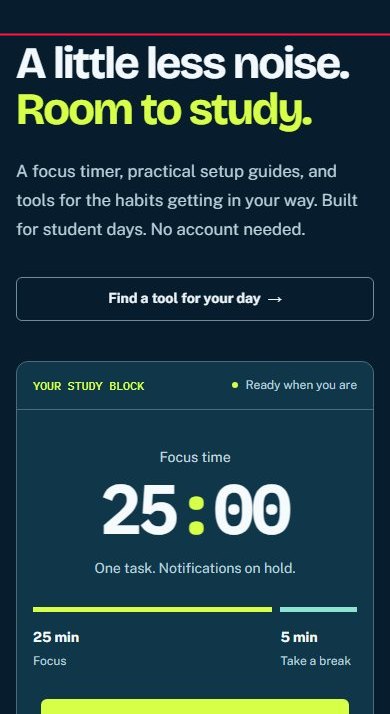 A little less noise.
Room to study.
A focus timer, practical setup guides, and
tools for the habits getting in your way. Built
for student days. No account needed.
Find a tool for your day →
YOUR STUDY BLOCK
Ready when you are
Focus time
25:00
One task. Notifications on hold.
25 min
5 min
Focus
Take a break